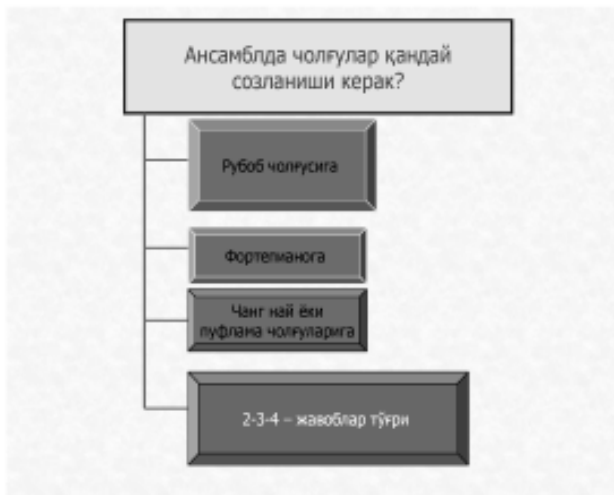 Ансамблда чолғулар қандай
созланиши керак?
Рубоб чолғусига
Фортепианога
Чанг най ёки
пуфлама чолғуларига
2-3-4 – жавоблар тўғри